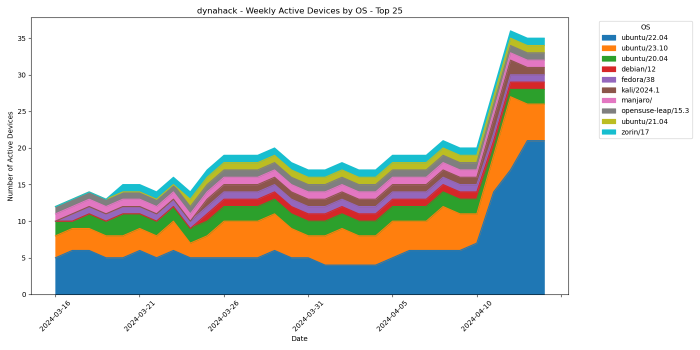 dynahack - Weekly Active Devices by OS - Top 25
OS
ubuntu/22.04
ubuntu/23.10
ubuntu/20.04
debian/12
fedora/38
kali/2024.1
manjaro/
opensuse-leap/15.3
ubuntu/21.04
zorin/17
Number of Active Devices
35
30
25
20
15
10
5
0
2024-03-16
2024-03-21
2024-03-26
2024-03-31
2024-04-05
2024-04-10
Date